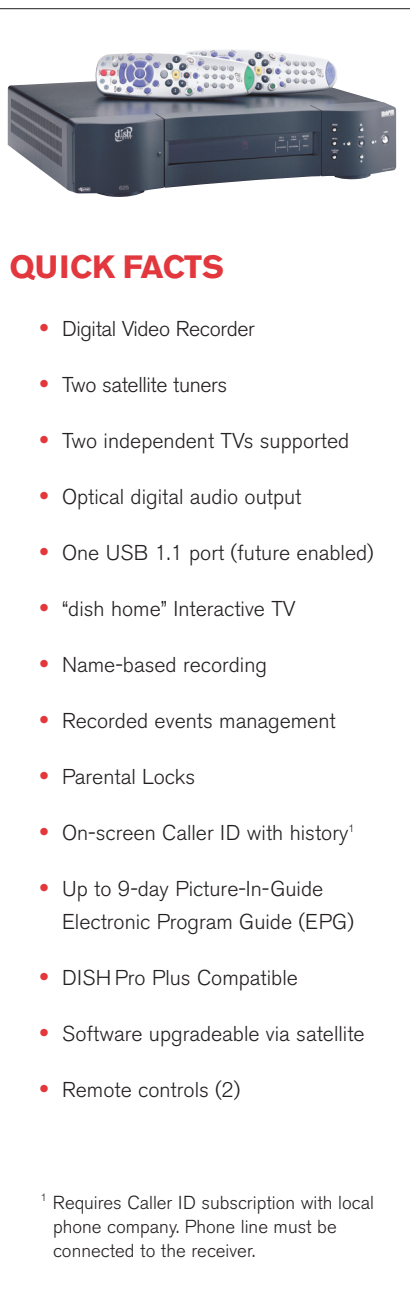 dish
625
QUICK FACTS
• Digital Video Recorder
• Two satellite tuners
• Two independent TVs supported
• Optical digital audio output
• One USB 1.1 port (future enabled)
• “dish home” Interactive TV
• Name-based recording
• Recorded events management
• Parental Locks
• On-screen Caller ID with history¹
• Up to 9-day Picture-In-Guide
Electronic Program Guide (EPG)
• DISH Pro Plus Compatible
• Software upgradeable via satellite
• Remote controls (2)
¹ Requires Caller ID subscription with local
phone company. Phone line must be
connected to the receiver.